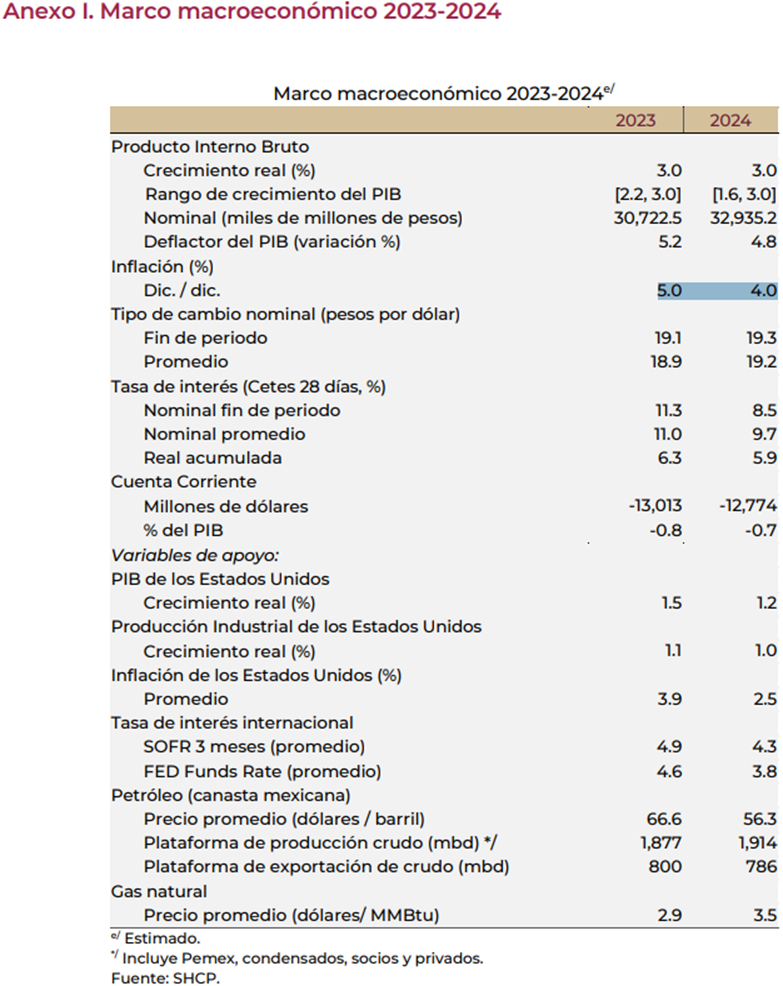 Anexo I. Marco macroeconómico 2023-2024
Marco macroeconómico 2023-2024e/
2023 2024
Producto Interno Bruto
Crecimiento real (%) 3.0 3.0
Rango de crecimiento del PIB [2.2, 3.0] [1.6, 3.0]
Nominal (miles de millones de pesos) 30,722.5 32,935.2
Deflactor del PIB (variación %) 5.2 4.8
Inflación (%)
Dic. / dic. 5.0 4.0
Tipo de cambio nominal (pesos por dólar)
Fin de periodo 19.1 19.3
Promedio 18.9 19.2
Tasa de interés (Cetes 28 días, %)
Nominal fin de periodo 11.3 8.5
Nominal promedio 11.0 9.7
Real acumulada 6.3 5.9
Cuenta Corriente
Millones de dólares -13,013 -12,774
% del PIB -0.8 -0.7
Variables de apoyo:
PIB de los Estados Unidos
Crecimiento real (%) 1.5 1.2
Producción Industrial de los Estados Unidos
Crecimiento real (%) 1.1 1.0
Inflación de los Estados Unidos (%)
Promedio 3.9 2.5
Tasa de interés internacional
SOFR 3 meses (promedio) 4.9 4.3
FED Funds Rate (promedio) 4.6 3.8
Petróleo (canasta mexicana)
Precio promedio (dólares / barril) 66.6 56.3
Plataforma de producción crudo (mbd) */ 1,877 1,914
Plataforma de exportación de crudo (mbd) 800 786
Gas natural
Precio promedio (dólares/ MMBtu) 2.9 3.5
e/ Estimado.
*/ Incluye Pemex, condensados, socios y privados.
Fuente: SHCP.